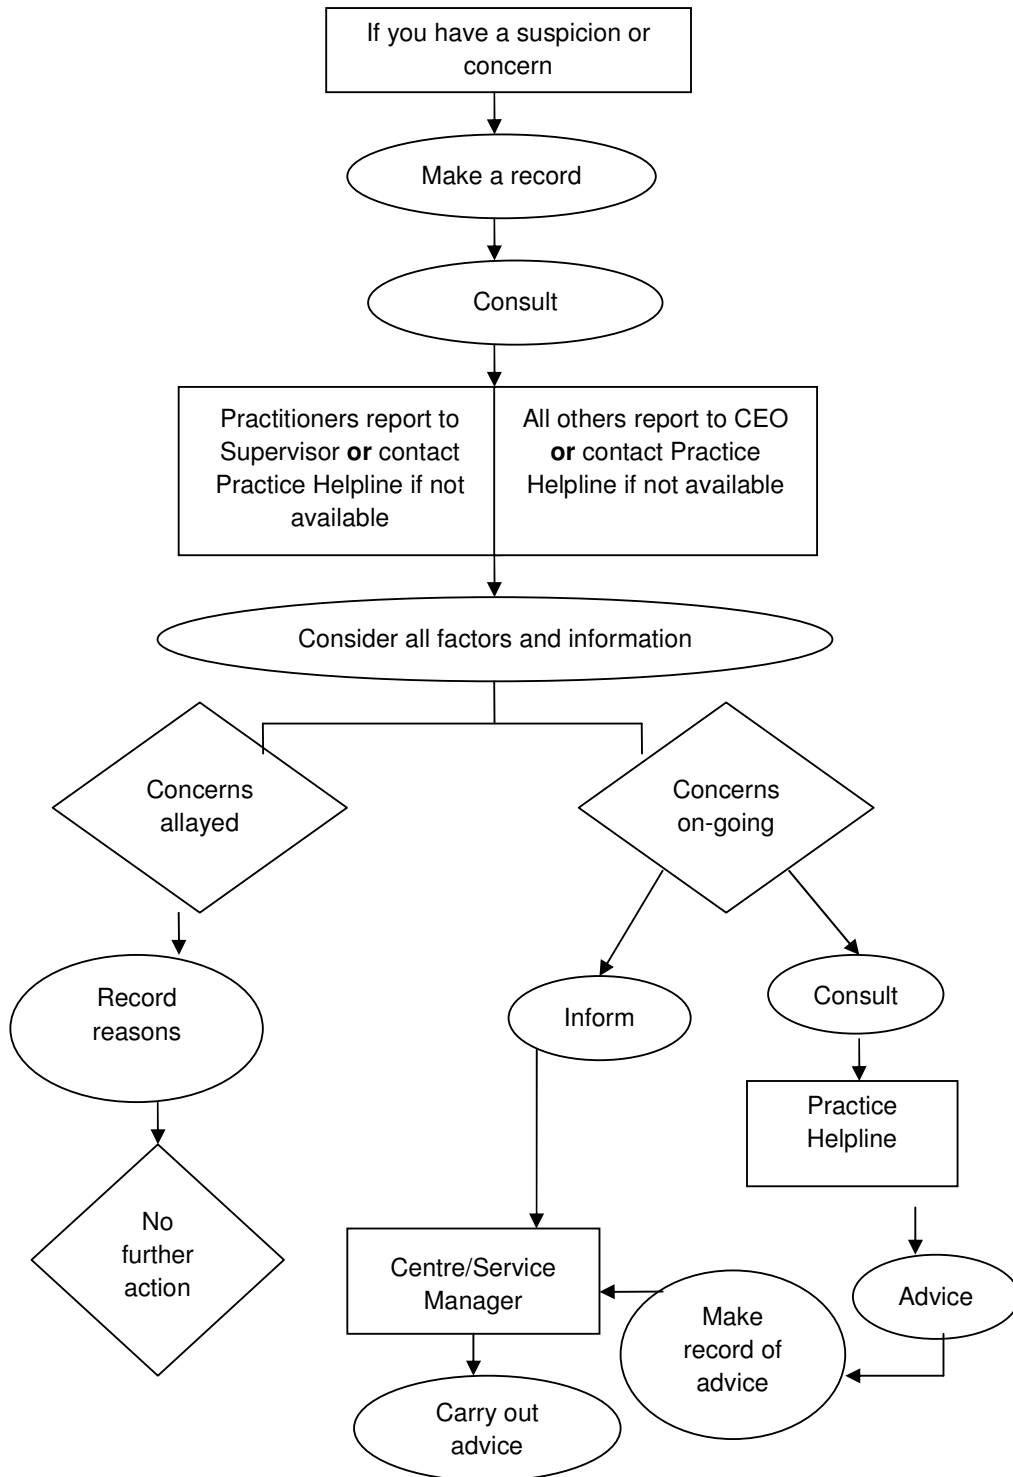 If you have a suspicion or
concern
Make a record
Consult
Practitioners report to
Supervisor or contact
Practice Helpline if not
available
All others report to CEO
or contact Practice
Helpline if not available
Consider all factors and information
Concerns
allayed
Concerns
on-going
Record
reasons
Inform
Consult
Practice
Helpline
No
further
action
Centre/Service
Manager
Make
record of
advice
Advice
Carry out
advice